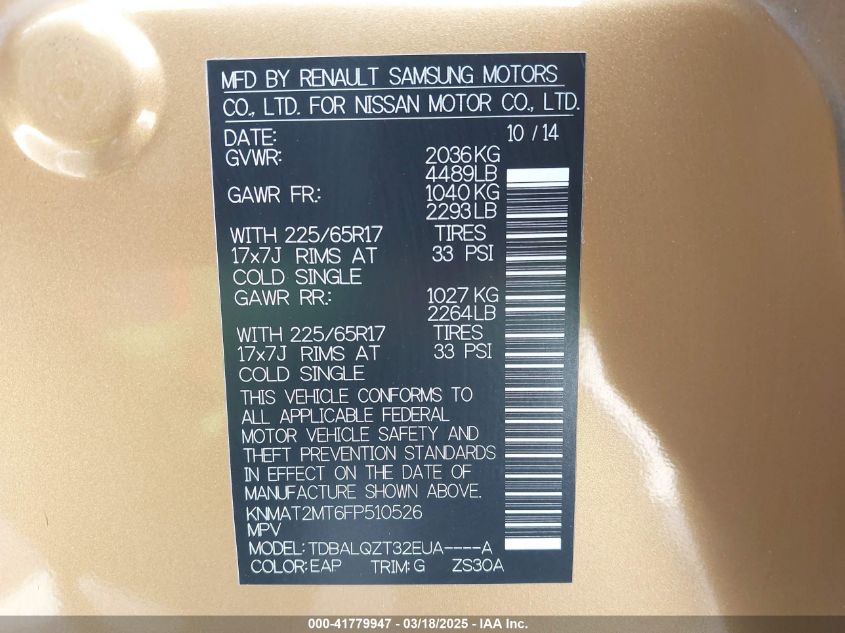 MFD BY RENAULT SAMSUNG MOTORS
CO., LTD. FOR NISSAN MOTOR CO., LTD.
DATE: 10 / 14
GVWR: 2036 KG
4489LB
GAWR FR.: 1040 KG
2293 LB
WITH 225/65R17 TIRES
17x7J RIMS AT 33 PSI
COLD SINGLE
GAWR RR.: 1027 KG
2264 LB
WITH 225/65R17 TIRES
17x7J RIMS AT 33 PSI
COLD SINGLE
THIS VEHICLE CONFORMS TO
ALL APPLICABLE FEDERAL
MOTOR VEHICLE SAFETY AND
THEFT PREVENTION STANDARDS
IN EFFECT ON THE DATE OF
MANUFACTURE SHOWN ABOVE.
KNMAT2MT6FP510526
MPV
MODEL: TDBALQZT32EUA----A
COLOR: EAP TRIM: G ZS30A
000-41779947 - 03/18/2025 - IAA Inc.